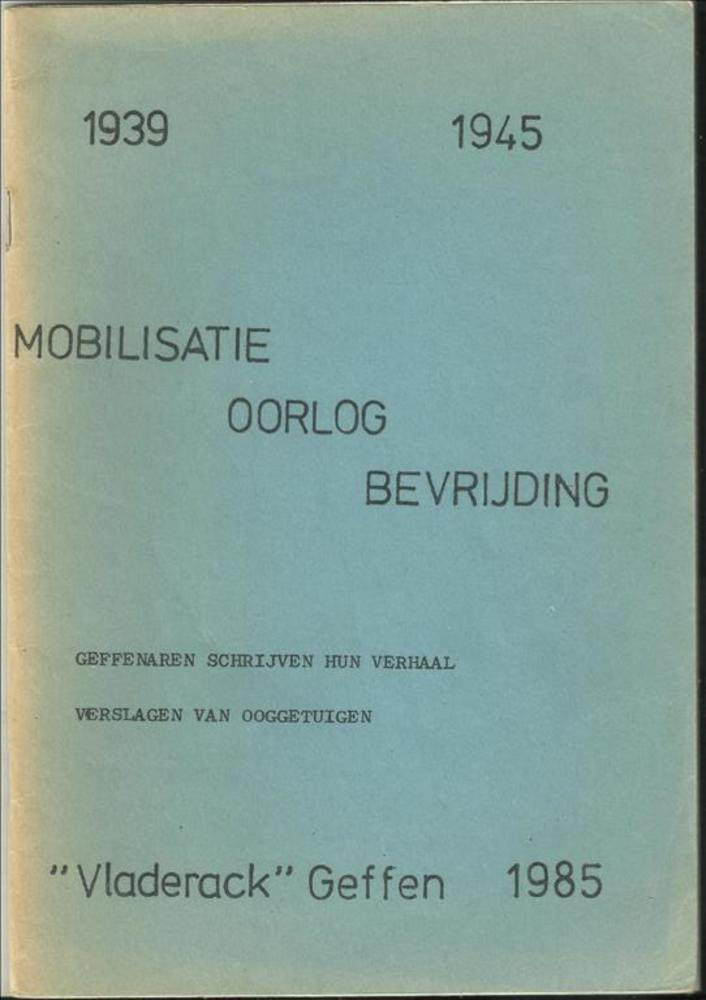 1939 1945
MOBILISATIE
OORLOG
BEVRIJDING
GEFFENAREN SCHRIJVEN HUN VERHAAL
VERSLAGEN VAN OOGGETUIGEN
"Vladerack" Geffen 1985